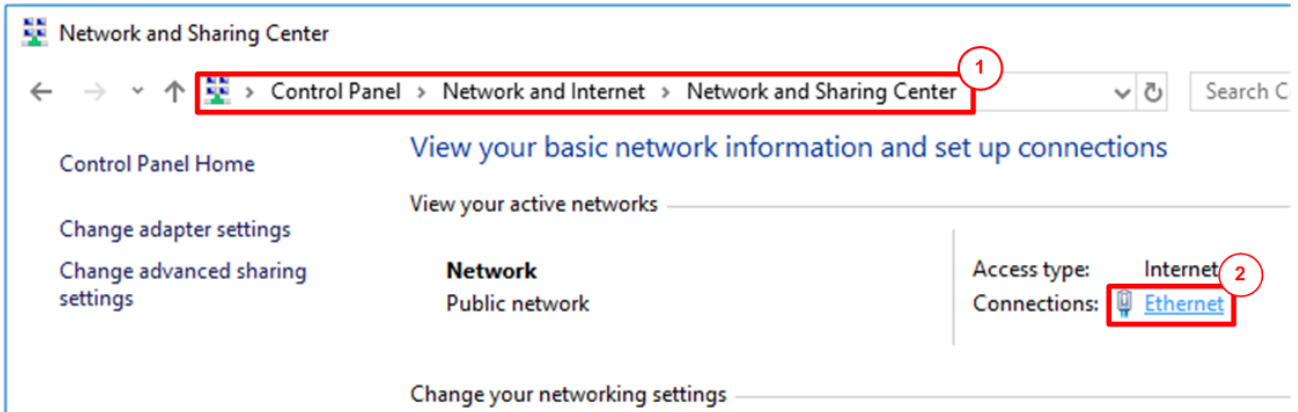 Network and Sharing Center
1
Control Panel > Network and Internet > Network and Sharing Center
Search C
Control Panel Home
Change adapter settings
Change advanced sharing
settings
View your basic network information and set up connections
View your active networks
Network
Public network
Access type: Internet
2
Connections: Ethernet
Change your networking settings